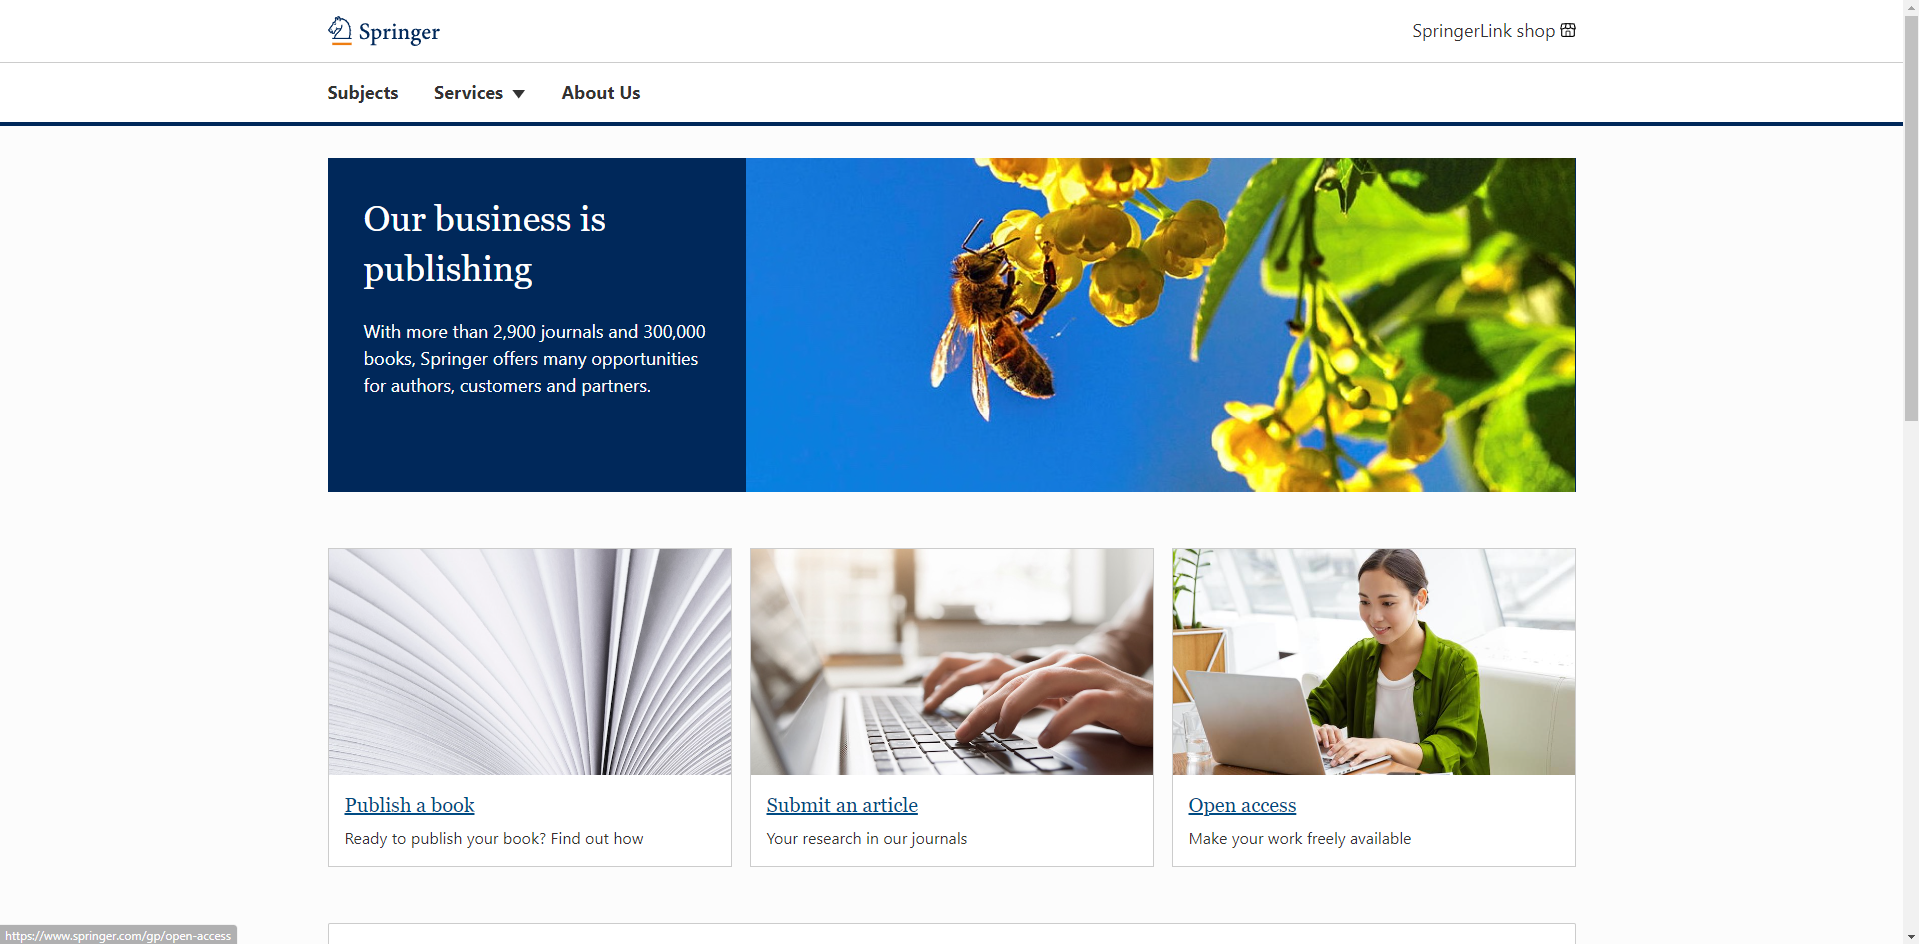 Springer
SpringerLink shop
Subjects
Services
About Us
Our business is
publishing
With more than 2,900 journals and 300,000
books, Springer offers many opportunities
for authors, customers and partners.
Publish a book
Ready to publish your book? Find out how
Submit an article
Your research in our journals
Open access
Make your work freely available
https://www.springer.com/gp/open-access